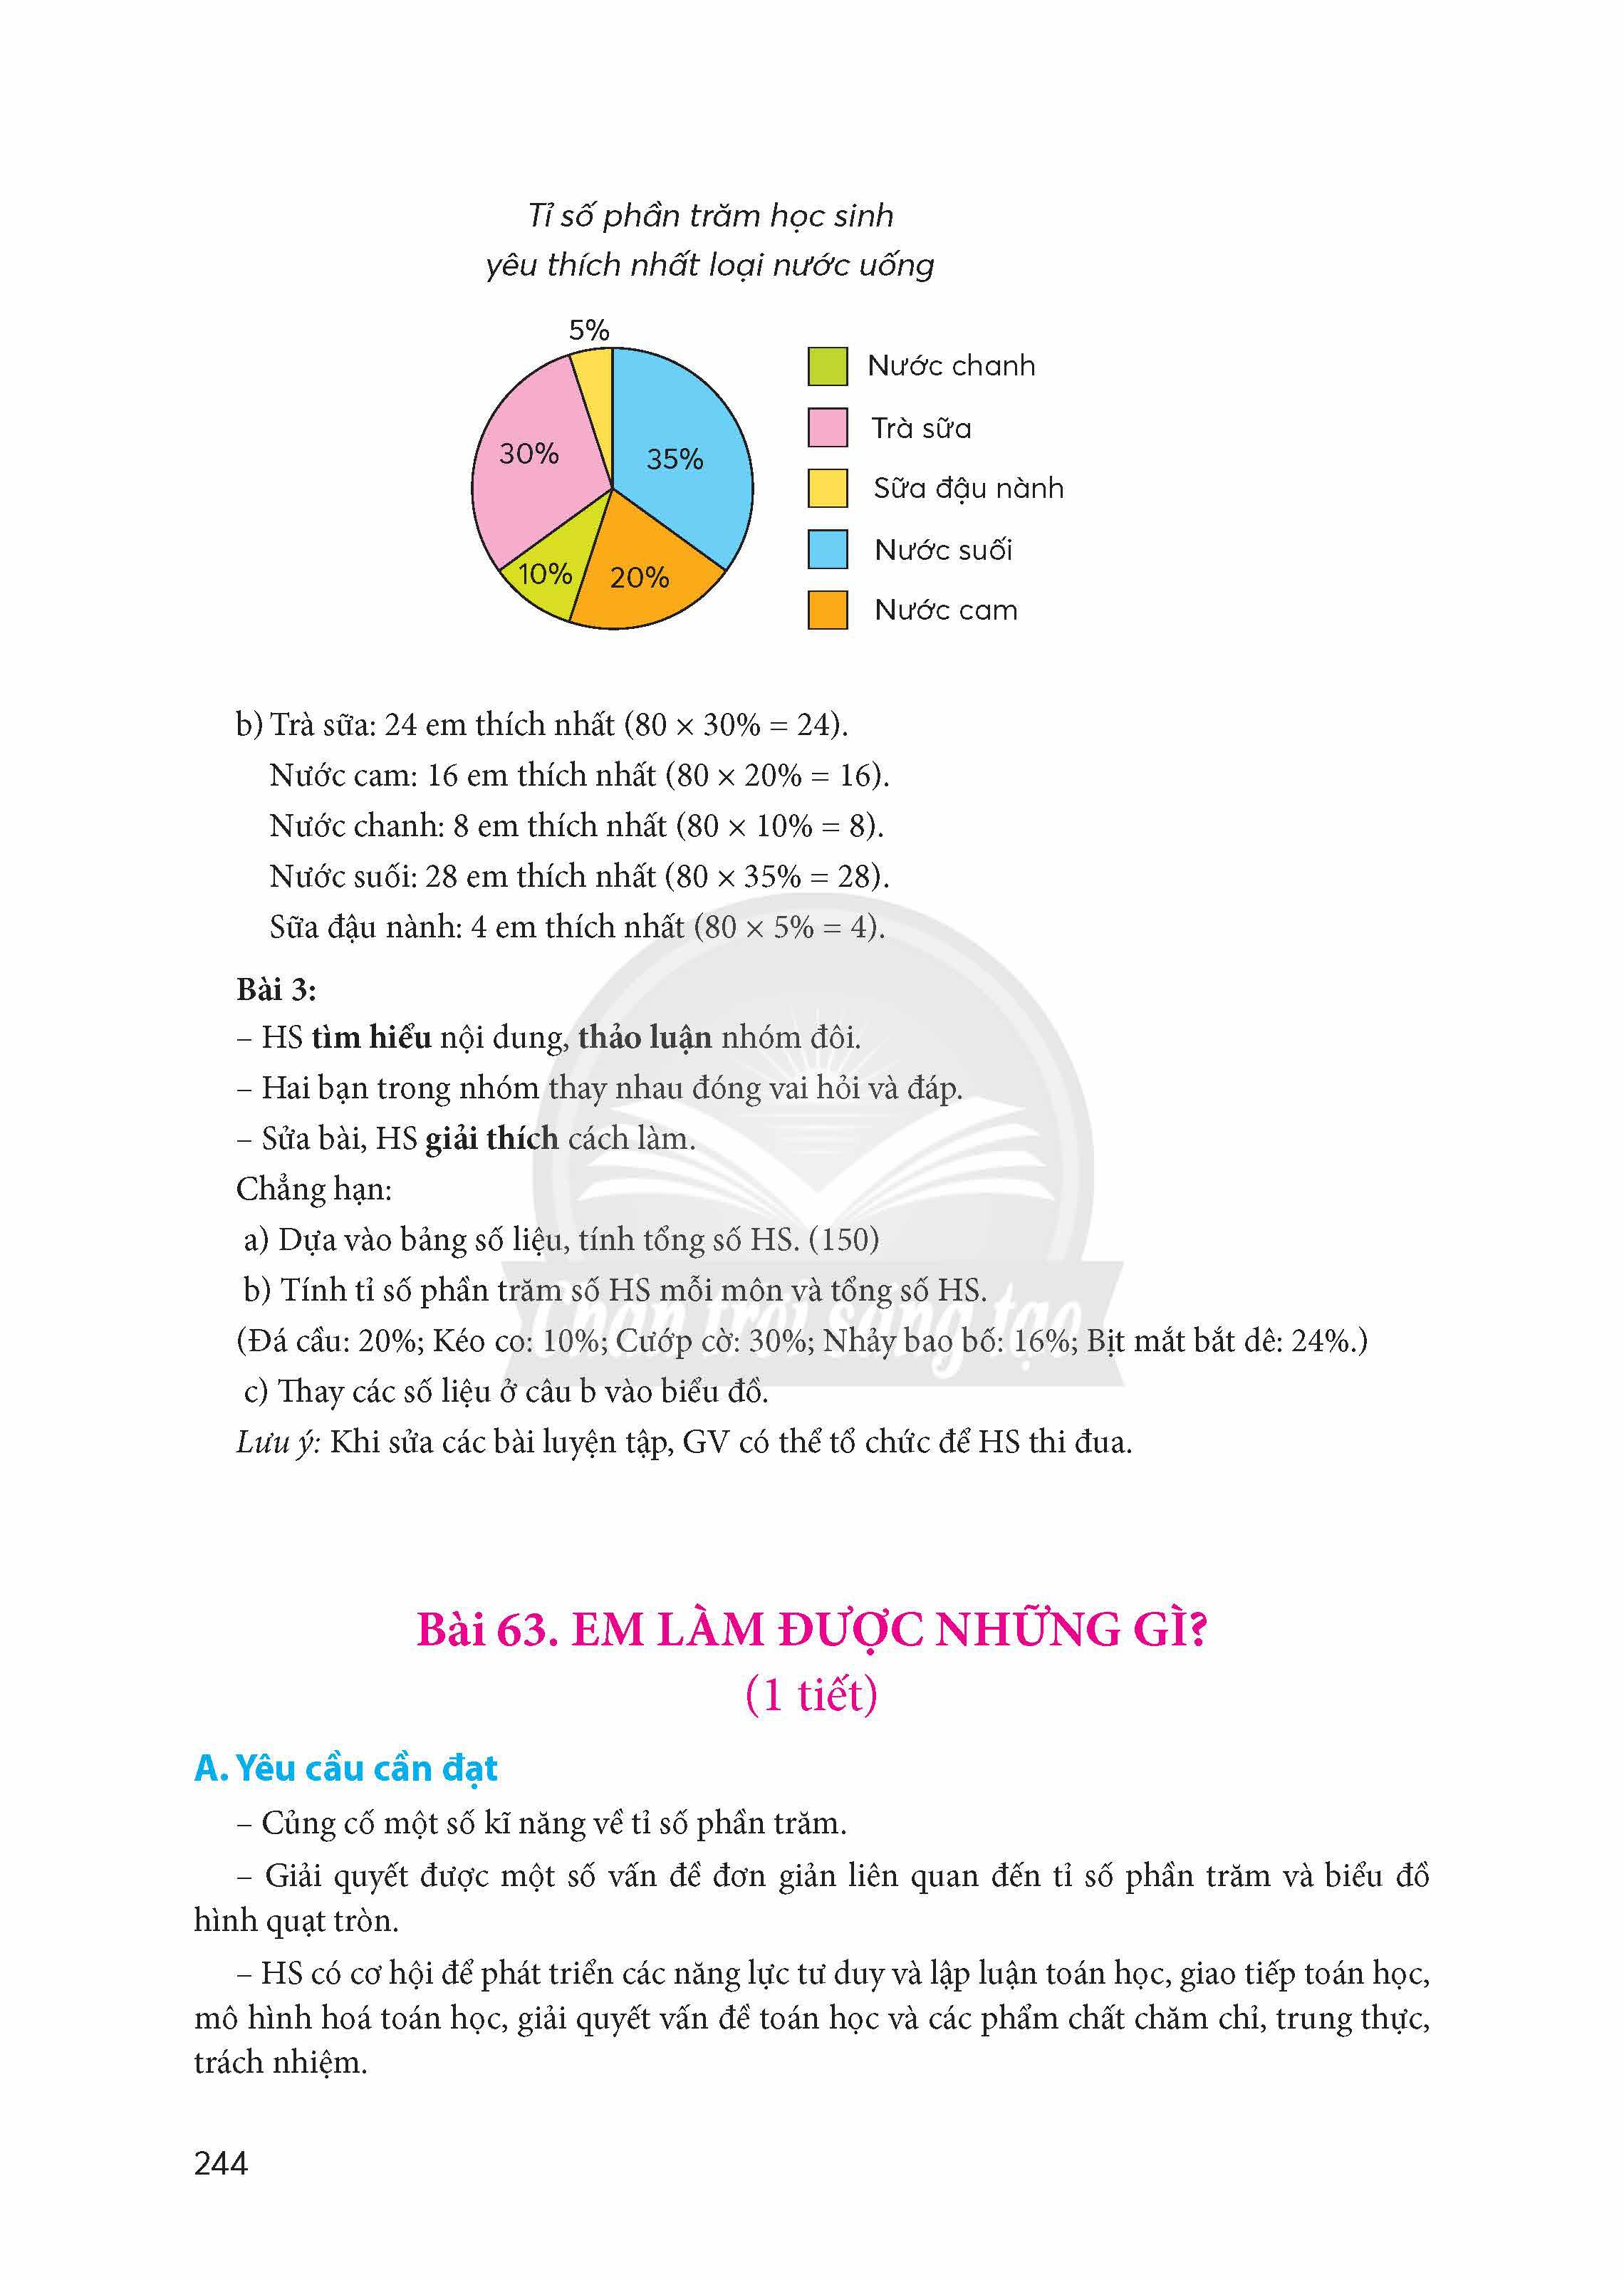 Tỉ số phần trăm học sinh
yêu thích nhất loại nước uống
5%
30%
35%
10%
20%
Nước chanh
Trà sữa
Sữa đậu nành
Nước suối
Nước cam
b) Trà sữa: 24 em thích nhất (80 × 30% = 24).
Nước cam: 16 em thích nhất (80 × 20% = 16).
Nước chanh: 8 em thích nhất (80 × 10% = 8).
Nước suối: 28 em thích nhất (80 × 35% = 28).
Sữa đậu nành: 4 em thích nhất (80 × 5% = 4).
Bài 3:
– HS tìm hiểu nội dung, thảo luận nhóm đôi.
– Hai bạn trong nhóm thay nhau đóng vai hỏi và đáp.
– Sửa bài, HS giải thích cách làm.
Chẳng hạn:
a) Dựa vào bảng số liệu, tính tổng số HS. (150)
b) Tính tỉ số phần trăm số HS mỗi môn và tổng số HS.
Chân trời sáng tạo
(Đá cầu: 20%; Kéo co: 10%; Cướp cờ: 30%; Nhảy bao bố: 16%; Bịt mắt bắt dê: 24%.)
c) Thay các số liệu ở câu b vào biểu đồ.
Lưu ý: Khi sửa các bài luyện tập, GV có thể tổ chức để HS thi đua.
Bài 63. EM LÀM ĐƯỢC NHỮNG GÌ?
(1 tiết)
A. Yêu cầu cần đạt
– Củng cố một số kĩ năng về tỉ số phần trăm.
– Giải quyết được một số vấn đề đơn giản liên quan đến tỉ số phần trăm và biểu đồ
hình quạt tròn.
– HS có cơ hội để phát triển các năng lực tư duy và lập luận toán học, giao tiếp toán học,
mô hình hoá toán học, giải quyết vấn đề toán học và các phẩm chất chăm chỉ, trung thực,
trách nhiệm.
244